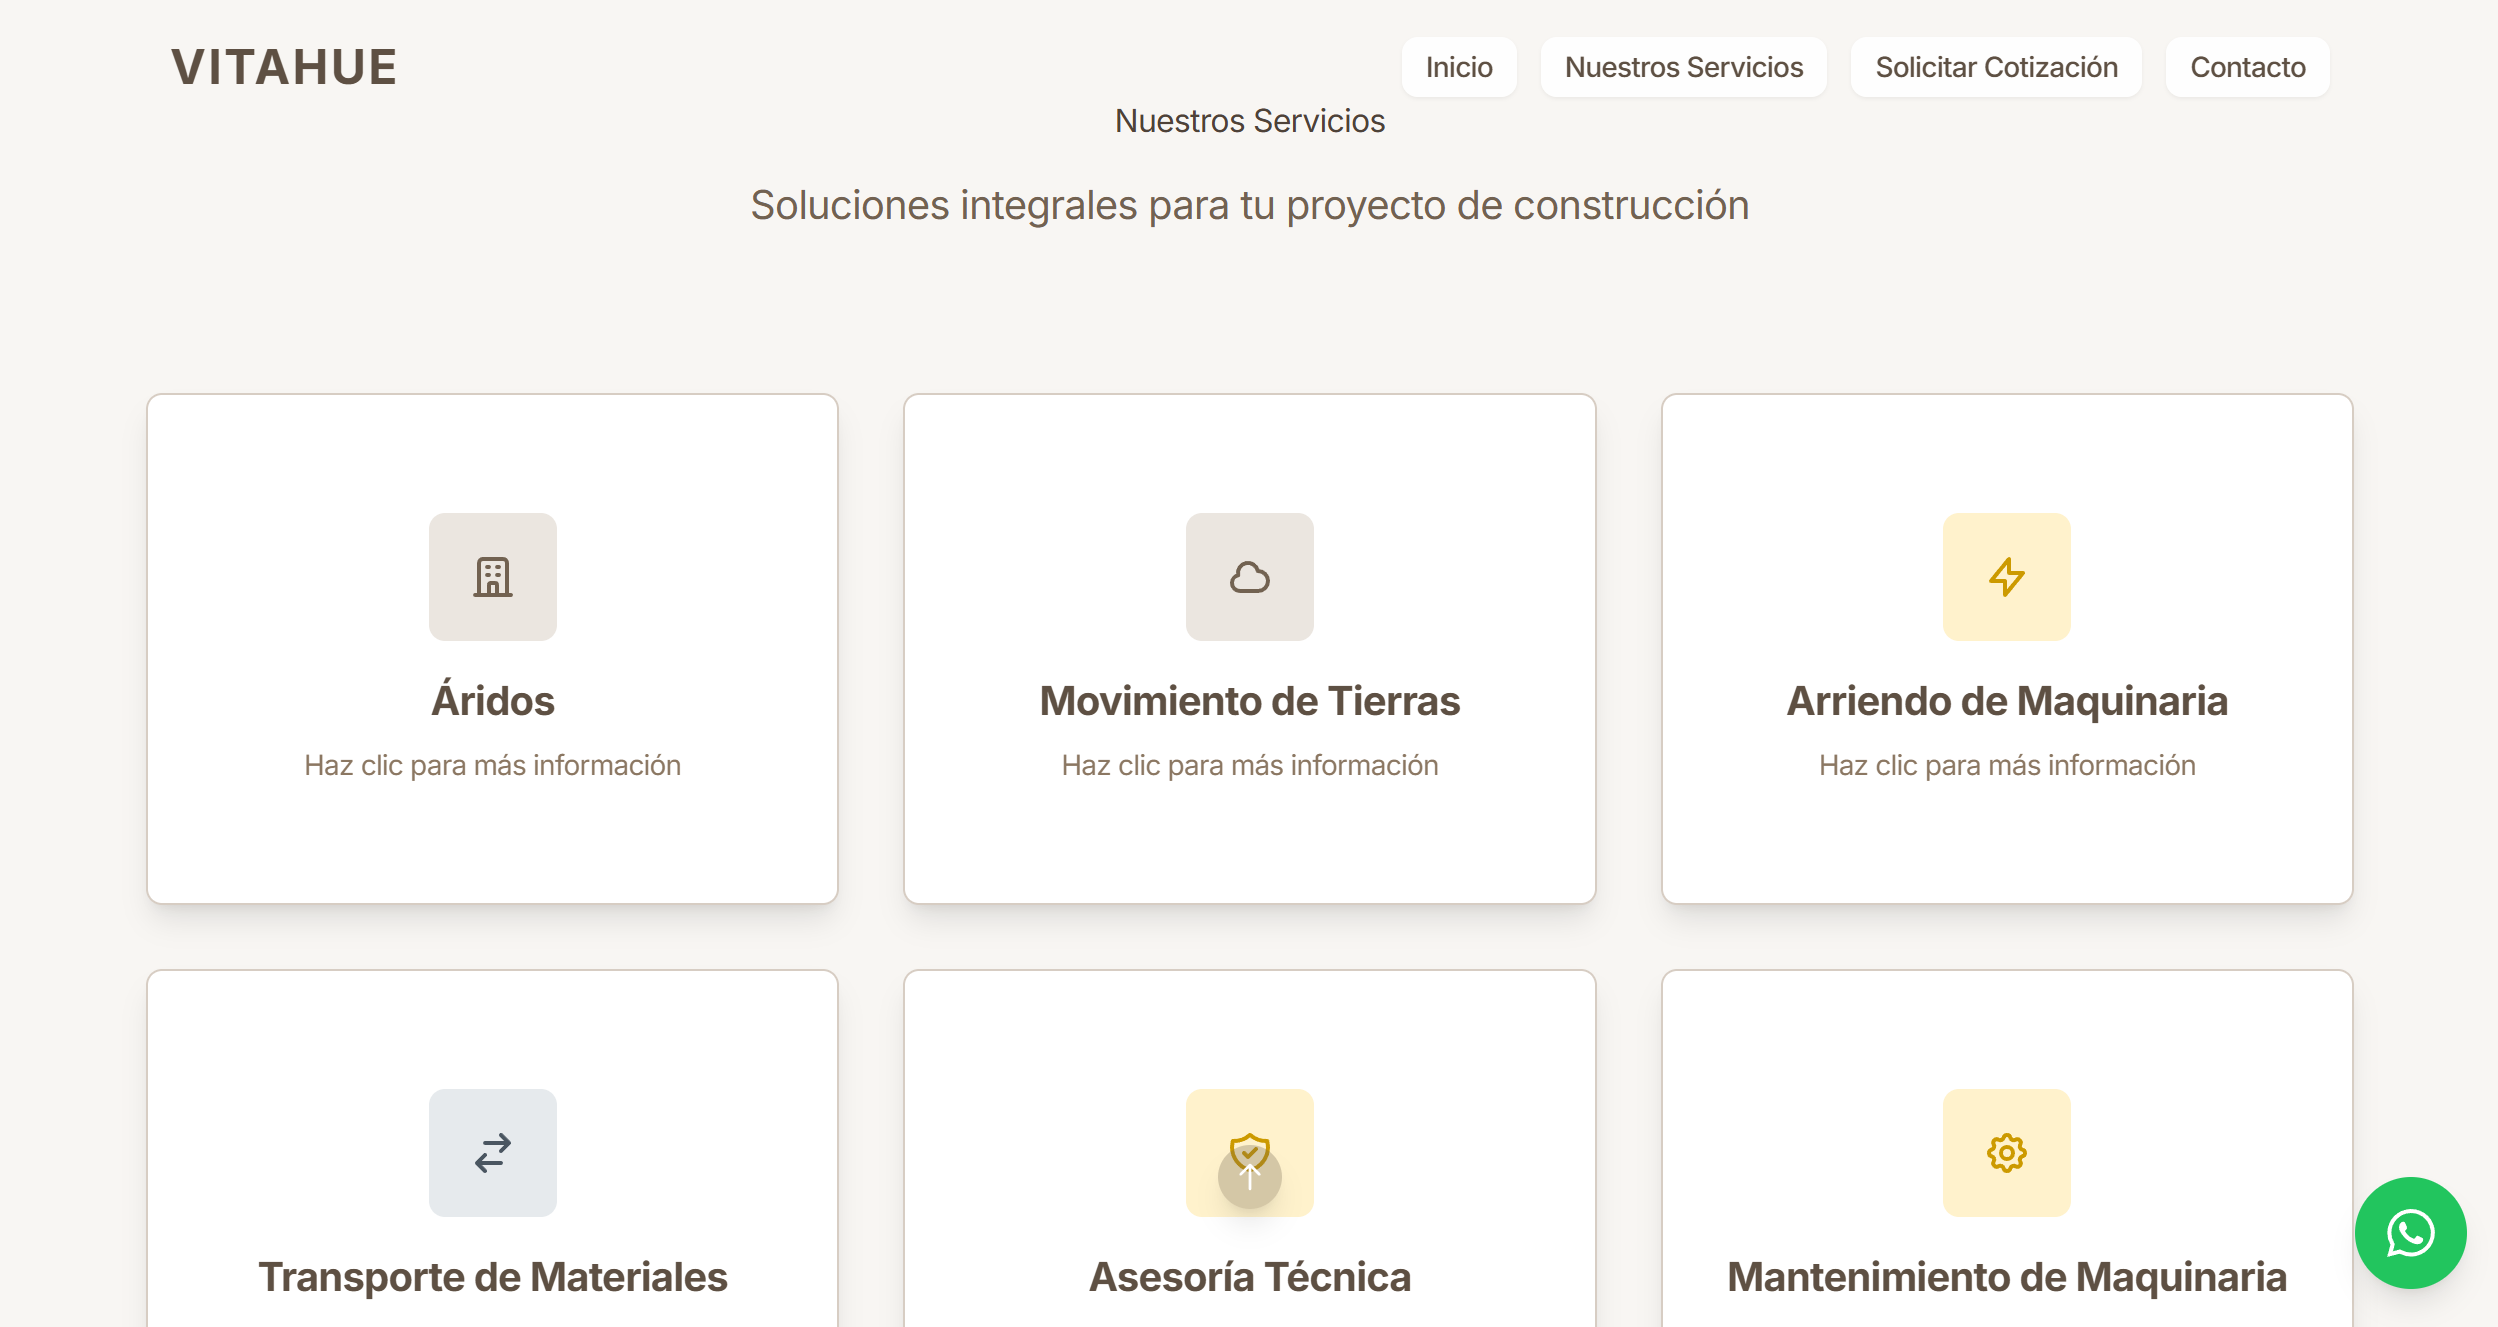 VITAHUE
Inicio
Nuestros Servicios
Solicitar Cotización
Contacto
Nuestros Servicios
Soluciones integrales para tu proyecto de construcción
Áridos
Haz clic para más información
Movimiento de Tierras
Haz clic para más información
Arriendo de Maquinaria
Haz clic para más información
Transporte de Materiales
Asesoría Técnica
Mantenimiento de Maquinaria